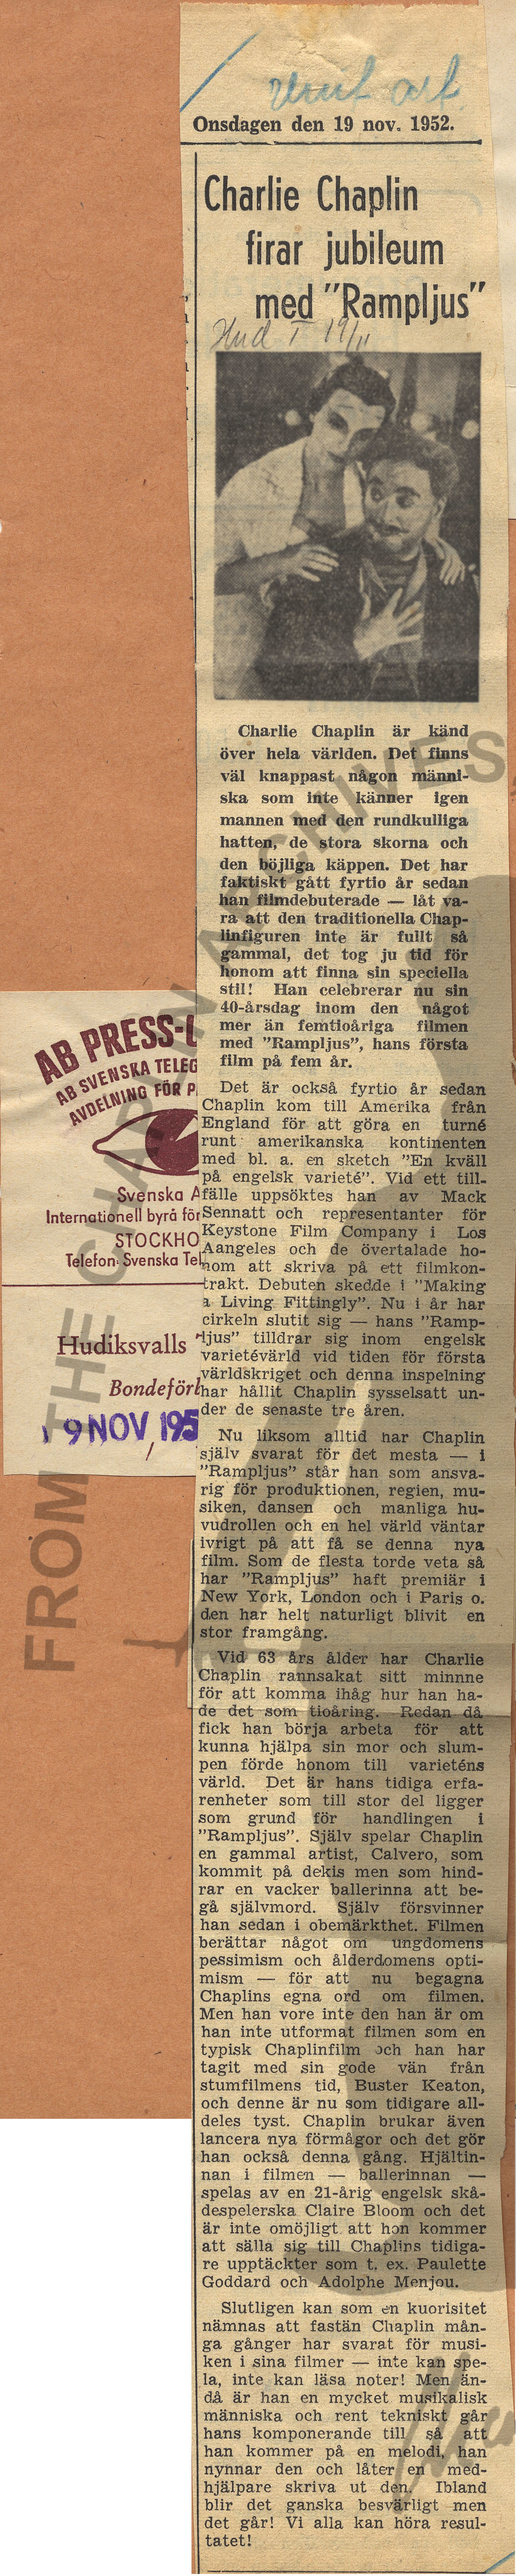 Onsdagen den 19 nov. 1952.
Charlie Chaplin
firar jubileum
med ”Rampljus”
Hud T 19/11
Charlie Chaplin är känd
över hela världen. Det finns
väl knappast någon männi-
ska som inte känner igen
mannen med den rundkulliga
hatten, de stora skorna och
den böjliga käppen. Det har
faktiskt gått fyrtio år sedan
han filmdebuterade — låt va-
ra att den traditionella Chap-
linfiguren inte är fullt så
gammal, det tog ju tid för
honom att finna sin speciella
stil! Han celebrerar nu sin
40-årsdag inom den något
mer än femtioåriga filmen
med ”Rampljus”, hans första
film på fem år.
Det är också fyrtio år sedan
Chaplin kom till Amerika från
England för att göra en turné
runt amerikanska kontinenten
med bl. a. en sketch ”En kväll
på engelsk varieté”. Vid ett till-
fälle uppsöktes han av Mack
Sennatt och representanter för
Keystone Film Company i Los
Aangeles och de övertalade ho-
nom att skriva på ett filmkon-
trakt. Debuten skedde i ”Making
a Living Fittingly”. Nu i år har
cirkeln slutit sig — hans ”Ramp-
ljus” tilldrar sig inom engelsk
varietévärld vid tiden för första
världskriget och denna inspelning
har hållit Chaplin sysselsatt un-
der de senaste tre åren.
Nu liksom alltid har Chaplin
själv svarat för det mesta — i
”Rampljus” står han som ansva-
rig för produktionen, regien, mu-
siken, dansen och manliga hu-
vudrollen och en hel värld väntar
ivrigt på att få se denna nya
film. Som de flesta torde veta så
har ”Rampljus” haft premiär i
New York, London och i Paris o.
den har helt naturligt blivit en
stor framgång.
Vid 63 års ålder har Charlie
Chaplin rannsakat sitt minnne
för att komma ihåg hur han ha-
de det som tioåring. Redan då
fick han börja arbeta för att
kunna hjälpa sin mor och slum-
pen förde honom till varieténs
värld. Det är hans tidiga erfa-
renheter som till stor del ligger
som grund för handlingen i
”Rampljus”. Själv spelar Chaplin
en gammal artist, Calvero, som
kommit på dekis men som hind-
rar en vacker ballerinna att be-
gå självmord. Själv försvinner
han sedan i obemärkthet. Filmen
berättar något om ungdomens
pessimism och ålderdomens opti-
mism — för att nu begagna
Chaplins egna ord om filmen.
Men han vore inte den han är om
han inte utformat filmen som en
typisk Chaplinfilm och han har
tagit med sin gode vän från
stumfilmens tid, Buster Keaton,
och denne är nu som tidigare all-
deles tyst. Chaplin brukar även
lancera nya förmågor och det gör
han också denna gång. Hjältin-
nan i filmen — ballerinnan —
spelas av en 21-årig engelsk skå-
despelerska Claire Bloom och det
är inte omöjligt att hon kommer
att sälla sig till Chaplins tidiga-
re upptäckter som t. ex. Paulette
Goddard och Adolphe Menjou.
Slutligen kan som en kuorisitet
nämnas att fastän Chaplin mån-
ga gånger har svarat för musi-
ken i sina filmer — inte kan spe-
la, inte kan läsa noter! Men än-
då är han en mycket musikalisk
människa och rent tekniskt går
hans komponerande till så att
han kommer på en melodi, han
nynnar den och låter en med-
hjälpare skriva ut den. Ibland
blir det ganska besvärligt men
det går! Vi alla kan höra resul-
tatet!
AB PRESS-
AB SVENSKA TELEG
AVDELNING FÖR P
Svenska A
Internationell byrå för
STOCKHO
Telefon: Svenska Tel
Hudiksvalls
Bondeförb
19 NOV 195
FROM THE CHAPLIN ARCHIVES